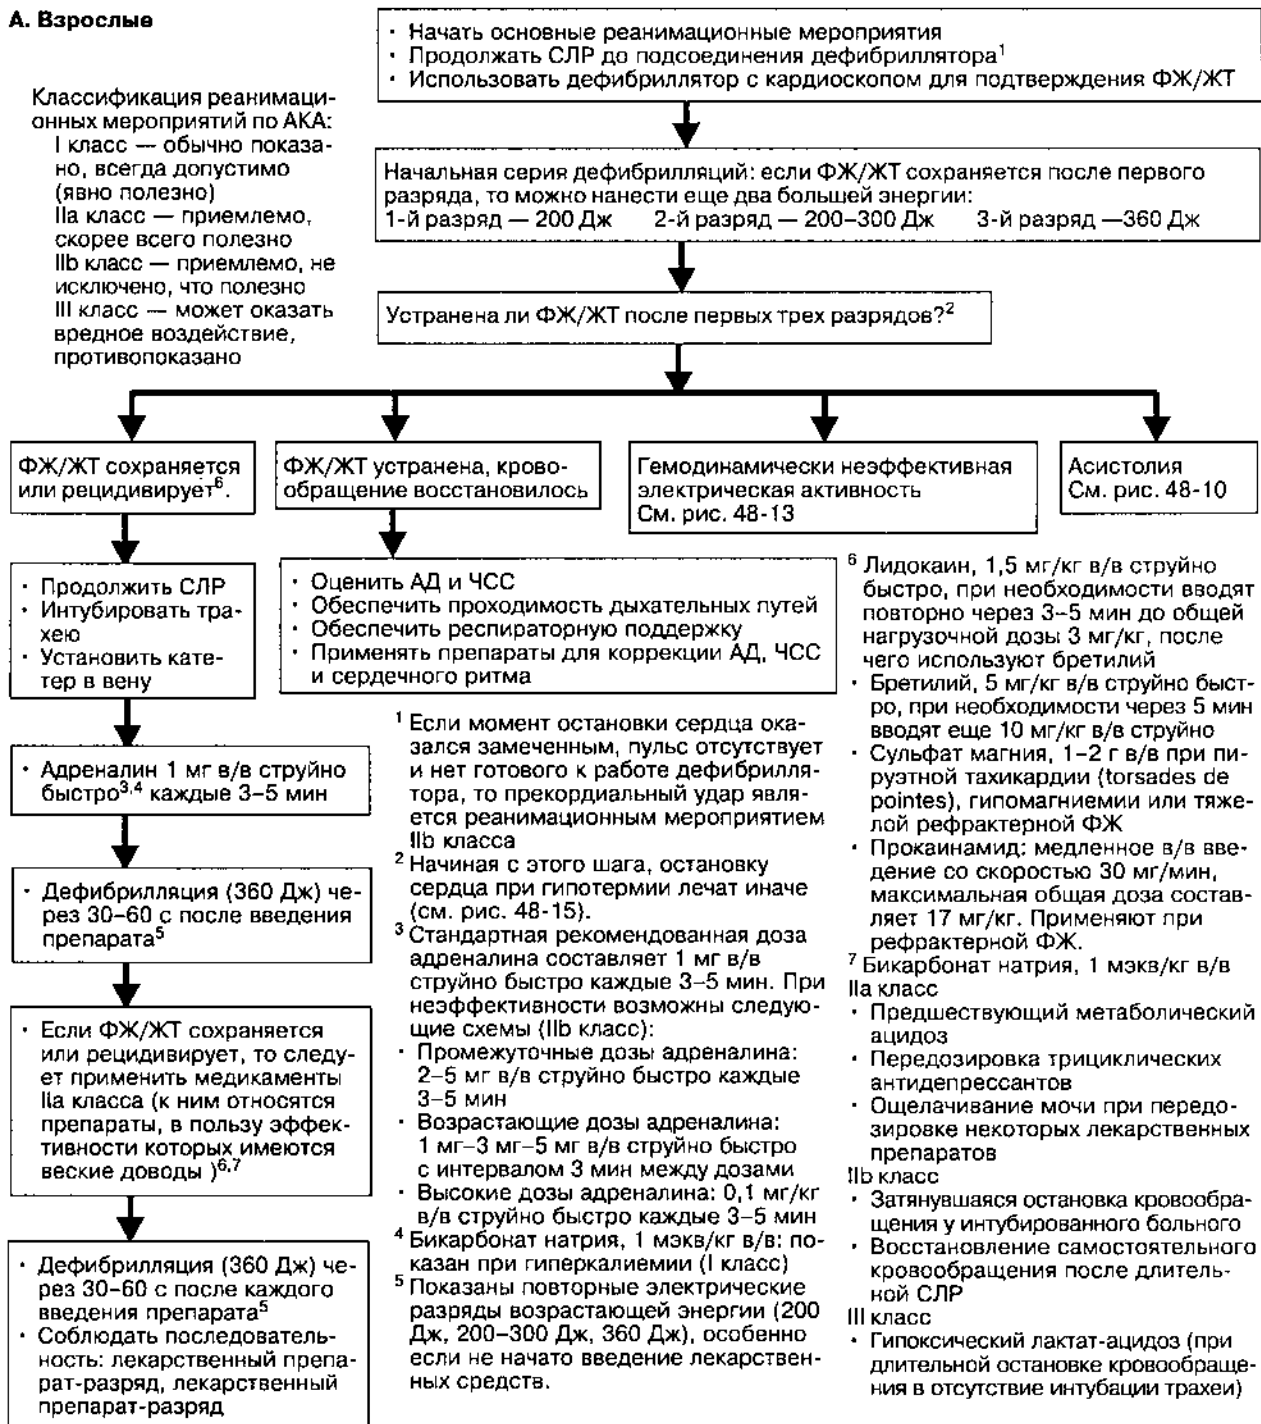 А. Взрослые
· Начать основные реанимационные мероприятия
· Продолжать СЛР до подсоединения дефибриллятора¹
· Использовать дефибриллятор с кардиоскопом для подтверждения ФЖ/ЖТ
Классификация реанимаци-
онных мероприятий по АКА:
I класс — обычно показа-
но, всегда допустимо
(явно полезно)
IIa класс — приемлемо,
скорее всего полезно
IIb класс — приемлемо, не
исключено, что полезно
III класс — может оказать
вредное воздействие,
противопоказано
Начальная серия дефибрилляций: если ФЖ/ЖТ сохраняется после первого
разряда, то можно нанести еще два большей энергии:
1-й разряд — 200 Дж 2-й разряд — 200–300 Дж 3-й разряд —360 Дж
Устранена ли ФЖ/ЖТ после первых трех разрядов?²
ФЖ/ЖТ сохраняется
или рецидивирует⁶.
ФЖ/ЖТ устранена, крово-
обращение восстановилось
Гемодинамически неэффективная
электрическая активность
См. рис. 48-13
Асистолия
См. рис. 48-10
· Продолжить СЛР
· Интубировать тра-
хею
· Установить кате-
тер в вену
· Адреналин 1 мг в/в струйно
быстро³,⁴ каждые 3–5 мин
· Дефибрилляция (360 Дж) че-
рез 30–60 с после введения
препарата⁵
· Если ФЖ/ЖТ сохраняется
или рецидивирует, то следу-
ет применить медикаменты
IIa класса (к ним относятся
препараты, в пользу эффек-
тивности которых имеются
веские доводы )⁶,⁷
· Дефибрилляция (360 Дж) че-
рез 30–60 с после каждого
введения препарата⁵
· Соблюдать последователь-
ность: лекарственный препа-
рат-разряд, лекарственный
препарат-разряд
· Оценить АД и ЧСС
· Обеспечить проходимость дыхательных путей
· Обеспечить респираторную поддержку
· Применять препараты для коррекции АД, ЧСС
и сердечного ритма
¹ Если момент остановки сердца ока-
зался замеченным, пульс отсутствует
и нет готового к работе дефибрилля-
тора, то прекордиальный удар явля-
ется реанимационным мероприятием
IIb класса
² Начиная с этого шага, остановку
сердца при гипотермии лечат иначе
(см. рис. 48-15).
³ Стандартная рекомендованная доза
адреналина составляет 1 мг в/в
струйно быстро каждые 3–5 мин. При
неэффективности возможны следую-
щие схемы (IIb класс):
· Промежуточные дозы адреналина:
2–5 мг в/в струйно быстро каждые
3–5 мин
· Возрастающие дозы адреналина:
1 мг–3 мг–5 мг в/в струйно быстро
с интервалом 3 мин между дозами
· Высокие дозы адреналина: 0,1 мг/кг
в/в струйно быстро каждые 3–5 мин
⁴ Бикарбонат натрия, 1 мэкв/кг в/в: по-
казан при гиперкалиемии (I класс)
⁵ Показаны повторные электрические
разряды возрастающей энергии (200
Дж, 200–300 Дж, 360 Дж), особенно
если не начато введение лекарствен-
ных средств.
⁶ Лидокаин, 1,5 мг/кг в/в струйно
быстро, при необходимости вводят
повторно через 3–5 мин до общей
нагрузочной дозы 3 мг/кг, после
чего используют бретилий
· Бретилий, 5 мг/кг в/в струйно быст-
ро, при необходимости через 5 мин
вводят еще 10 мг/кг в/в струйно
· Сульфат магния, 1–2 г в/в при пи-
руэтной тахикардии (torsades de
pointes), гипомагниемии или тяже-
лой рефрактерной ФЖ
· Прокаинамид: медленное в/в вве-
дение со скоростью 30 мг/мин,
максимальная общая доза состав-
ляет 17 мг/кг. Применяют при
рефрактерной ФЖ.
⁷ Бикарбонат натрия, 1 мэкв/кг в/в
IIa класс
· Предшествующий метаболический
ацидоз
· Передозировка трициклических
антидепрессантов
· Ощелачивание мочи при передо-
зировке некоторых лекарственных
препаратов
IIb класс
· Затянувшаяся остановка кровообра-
щения у интубированного больного
· Восстановление самостоятельного
кровообращения после длитель-
ной СЛР
III класс
· Гипоксический лактат-ацидоз (при
длительной остановке кровообраще-
ния в отсутствие интубации трахеи)